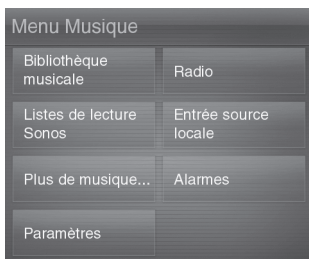 Menu Musique
Bibliothèque
musicale
Radio
Listes de lecture
Sonos
Entrée source
locale
Plus de musique...
Alarmes
Paramètres